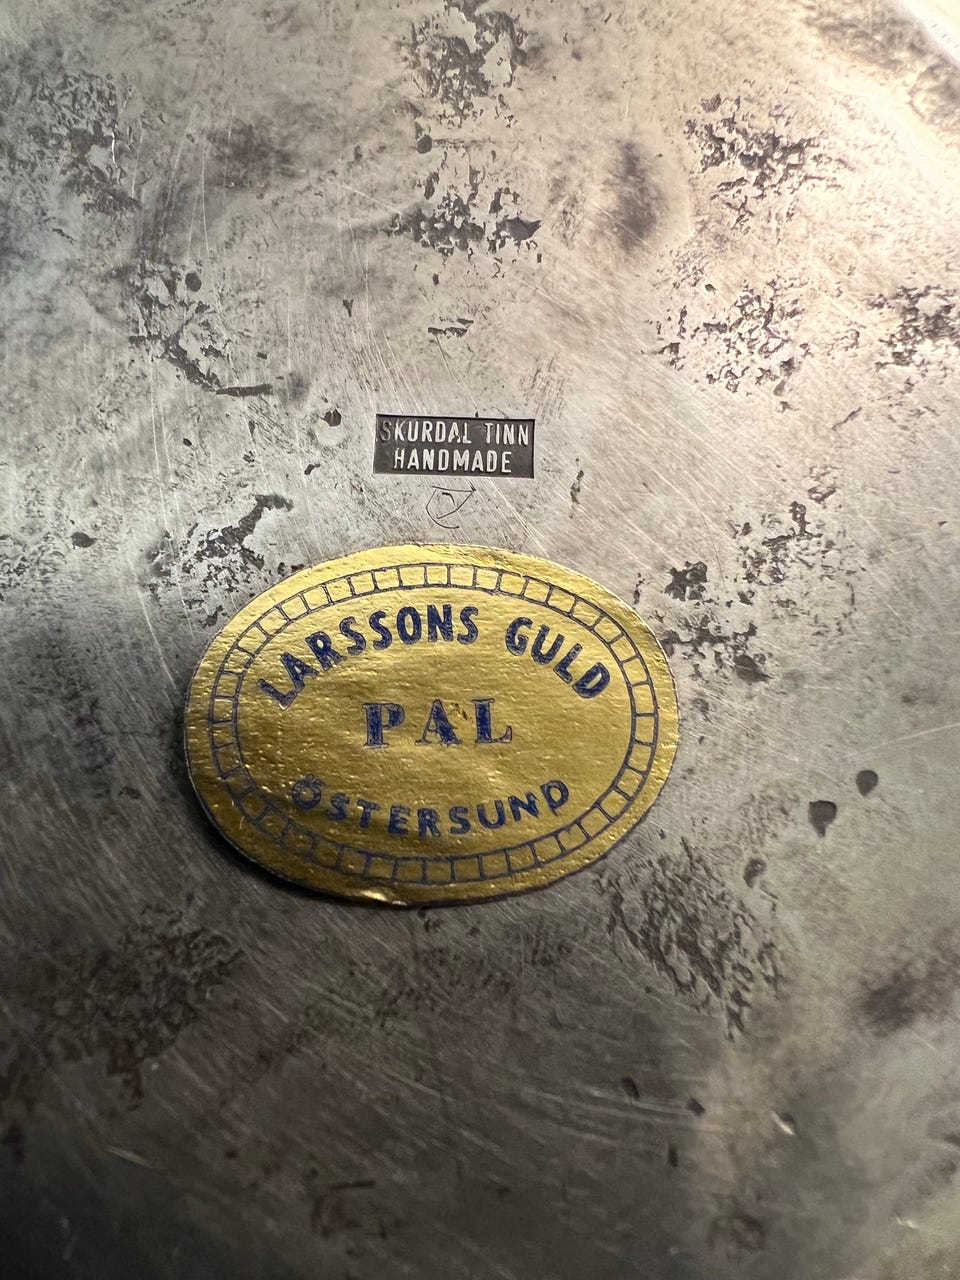 SKURDAL TINN
HANDMADE
LARSSONS GULD
PAL
ÖSTERSUND